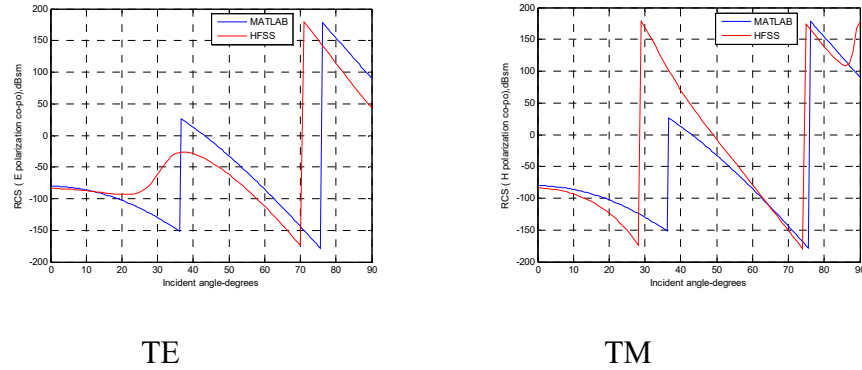 200
150
100
50
0
-50
-100
-150
-200
0 10 20 30 40 50 60 70 80 90
RCS ( E polarization co-po),dBsm
Incident angle-degrees
MATLAB
HFSS
TE
200
150
100
50
0
-50
-100
-150
-200
0 10 20 30 40 50 60 70 80 90
RCS ( H polarization co-po),dBsm
Incident angle-degrees
MATLAB
HFSS
TM